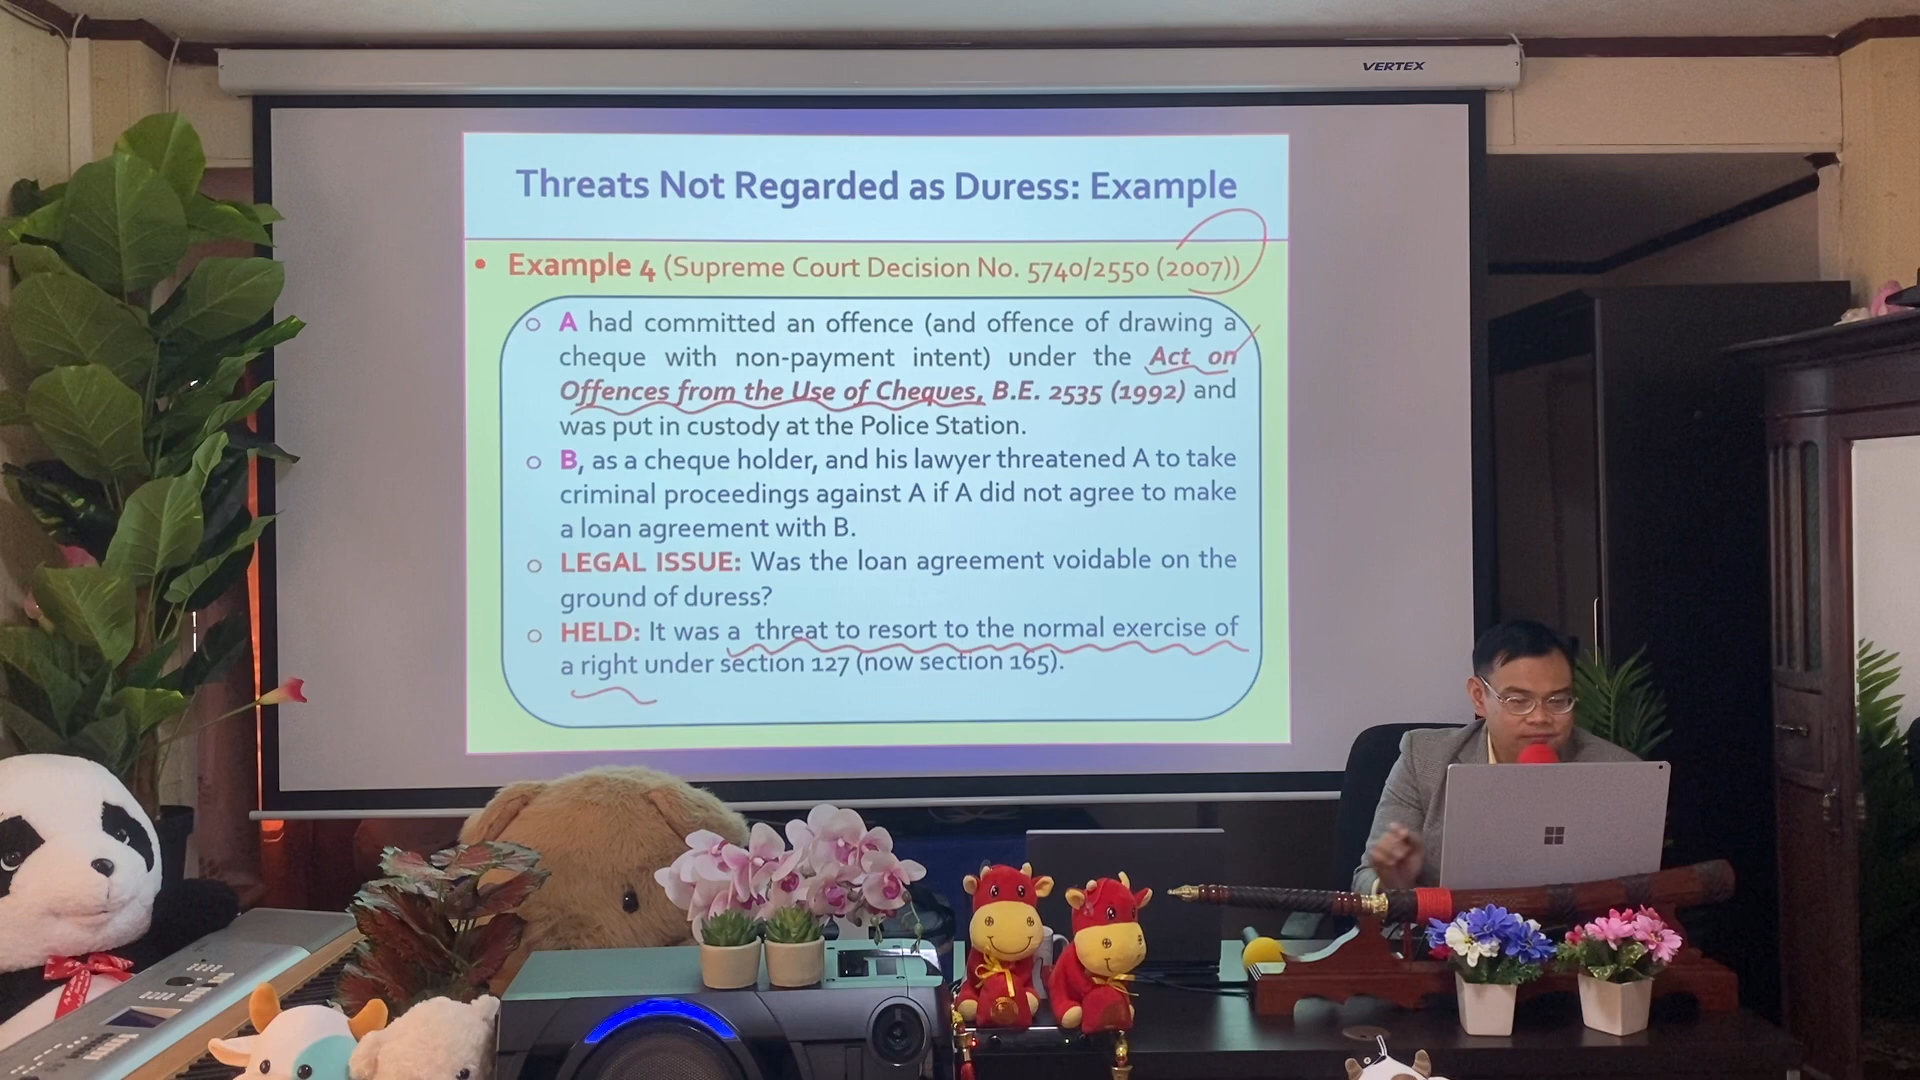 VERTEX
Threats Not Regarded as Duress: Example
• Example 4 (Supreme Court Decision No. 5740/2550 (2007))
o A had committed an offence (and offence of drawing a
cheque with non-payment intent) under the Act on
Offences from the Use of Cheques, B.E. 2535 (1992) and
was put in custody at the Police Station.
o B, as a cheque holder, and his lawyer threatened A to take
criminal proceedings against A if A did not agree to make
a loan agreement with B.
o LEGAL ISSUE: Was the loan agreement voidable on the
ground of duress?
o HELD: It was a threat to resort to the normal exercise of
a right under section 127 (now section 165).